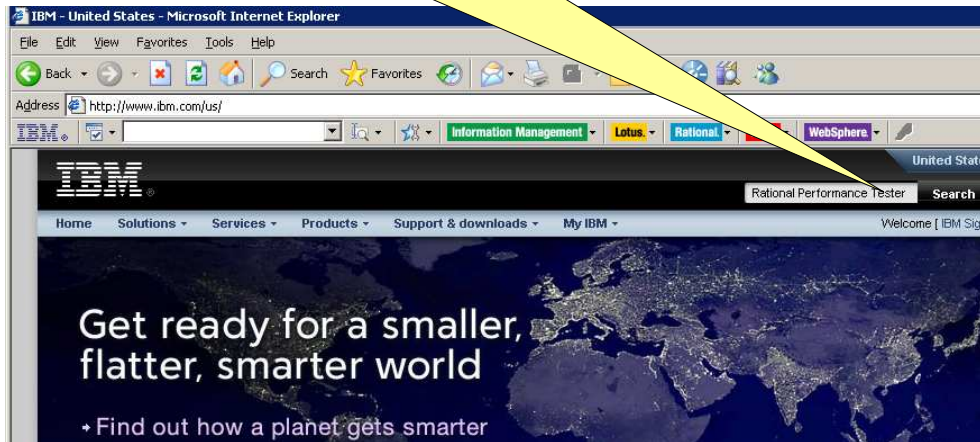 IBM - United States - Microsoft Internet Explorer
File Edit View Favorites Tools Help
Back Search Favorites
Address http://www.ibm.com/us/
IBM® Information Management Lotus. Rational. WebSphere.
United
IBM®
Rational Performance Tester Search
Home Solutions Services Products Support & downloads My IBM Welcome [ IBM
Get ready for a smaller,
flatter, smarter world
Find out how a planet gets smarter